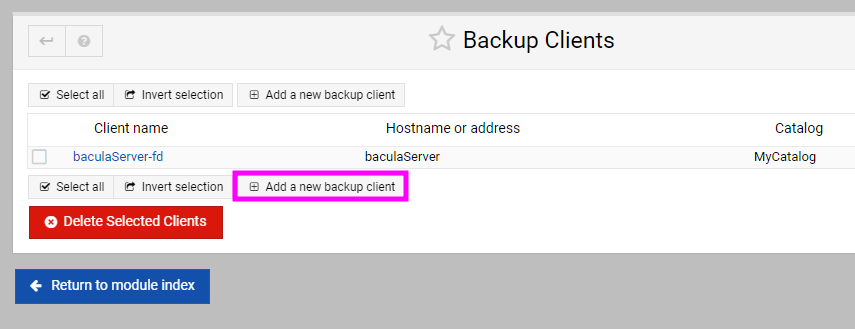 Backup Clients
Select all Invert selection Add a new backup client
Client name Hostname or address Catalog
baculaServer-fd baculaServer MyCatalog
Select all Invert selection Add a new backup client
Delete Selected Clients
Return to module index